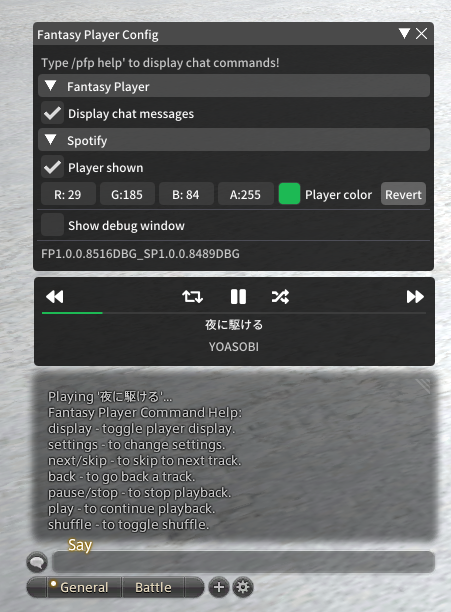 Fantasy Player Config
Type /pfp help' to display chat commands!
Fantasy Player
Display chat messages
Spotify
Player shown
R: 29 G:185 B: 84 A:255 Player color Revert
Show debug window
FP1.0.0.8516DBG_SP1.0.0.8489DBG
夜に駆ける
YOASOBI
Playing '夜に駆ける'...
Fantasy Player Command Help:
display - toggle player display.
settings - to change settings.
next/skip - to skip to next track.
back - to go back a track.
pause/stop - to stop playback.
play - to continue playback.
shuffle - to toggle shuffle.
Say
General Battle